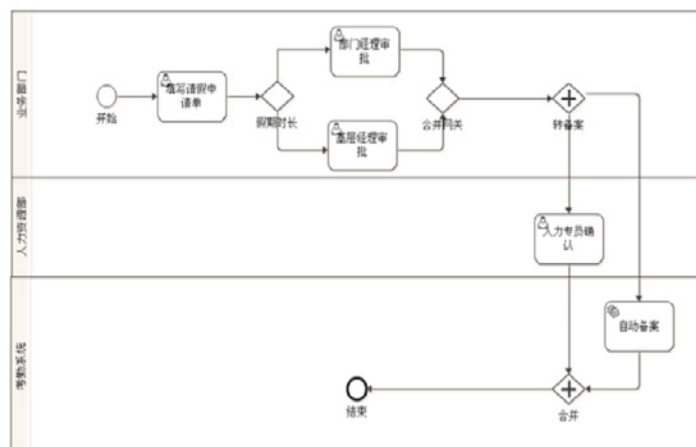 业务部门
开始
填写请假申
请单
假期时长
部门经理审
批
基层经理审
批
合并网关
转备案
人力资源部
人力专员确
认
考勤系统
自动备案
结束
合并